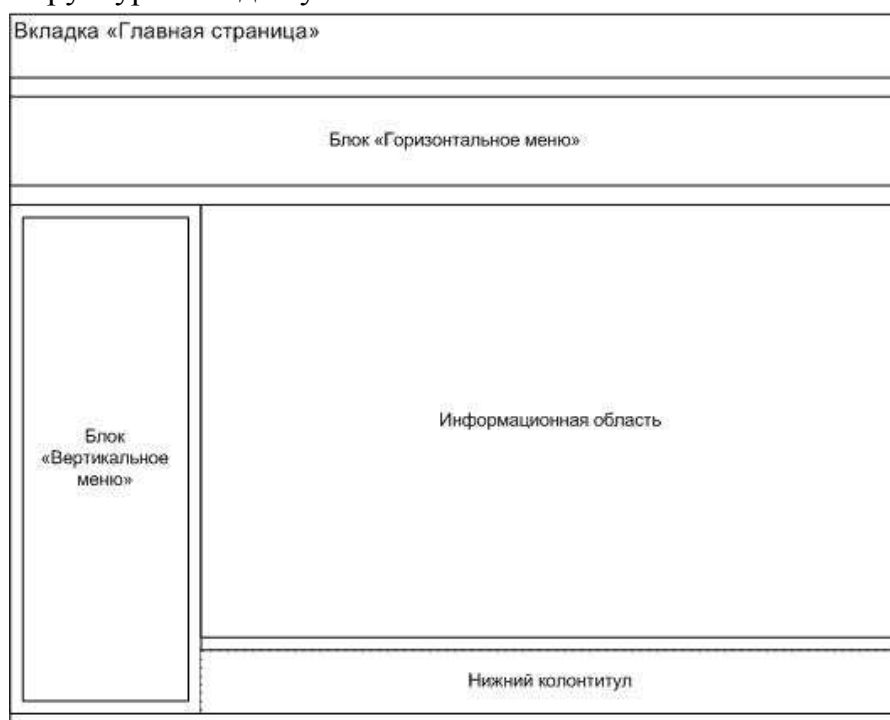 Вкладка «Главная страница»
Блок «Горизонтальное меню»
Блок
«Вертикальное
меню»
Информационная область
Нижний колонтитул